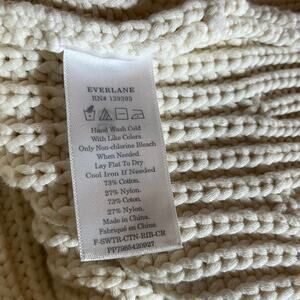 EVERLANE
RN# 139393
Hand Wash Cold
With Like Colors.
Only Non-chlorine Bleach
When Needed.
Lay Flat To Dry
Cool Iron If Needed
73% Cotton.
27% Nylon.
73% Coton.
27% Nylon.
Made in China.
Fabriqué en China.
F-SWTR-CTN-RIB-CR
PP7985420927